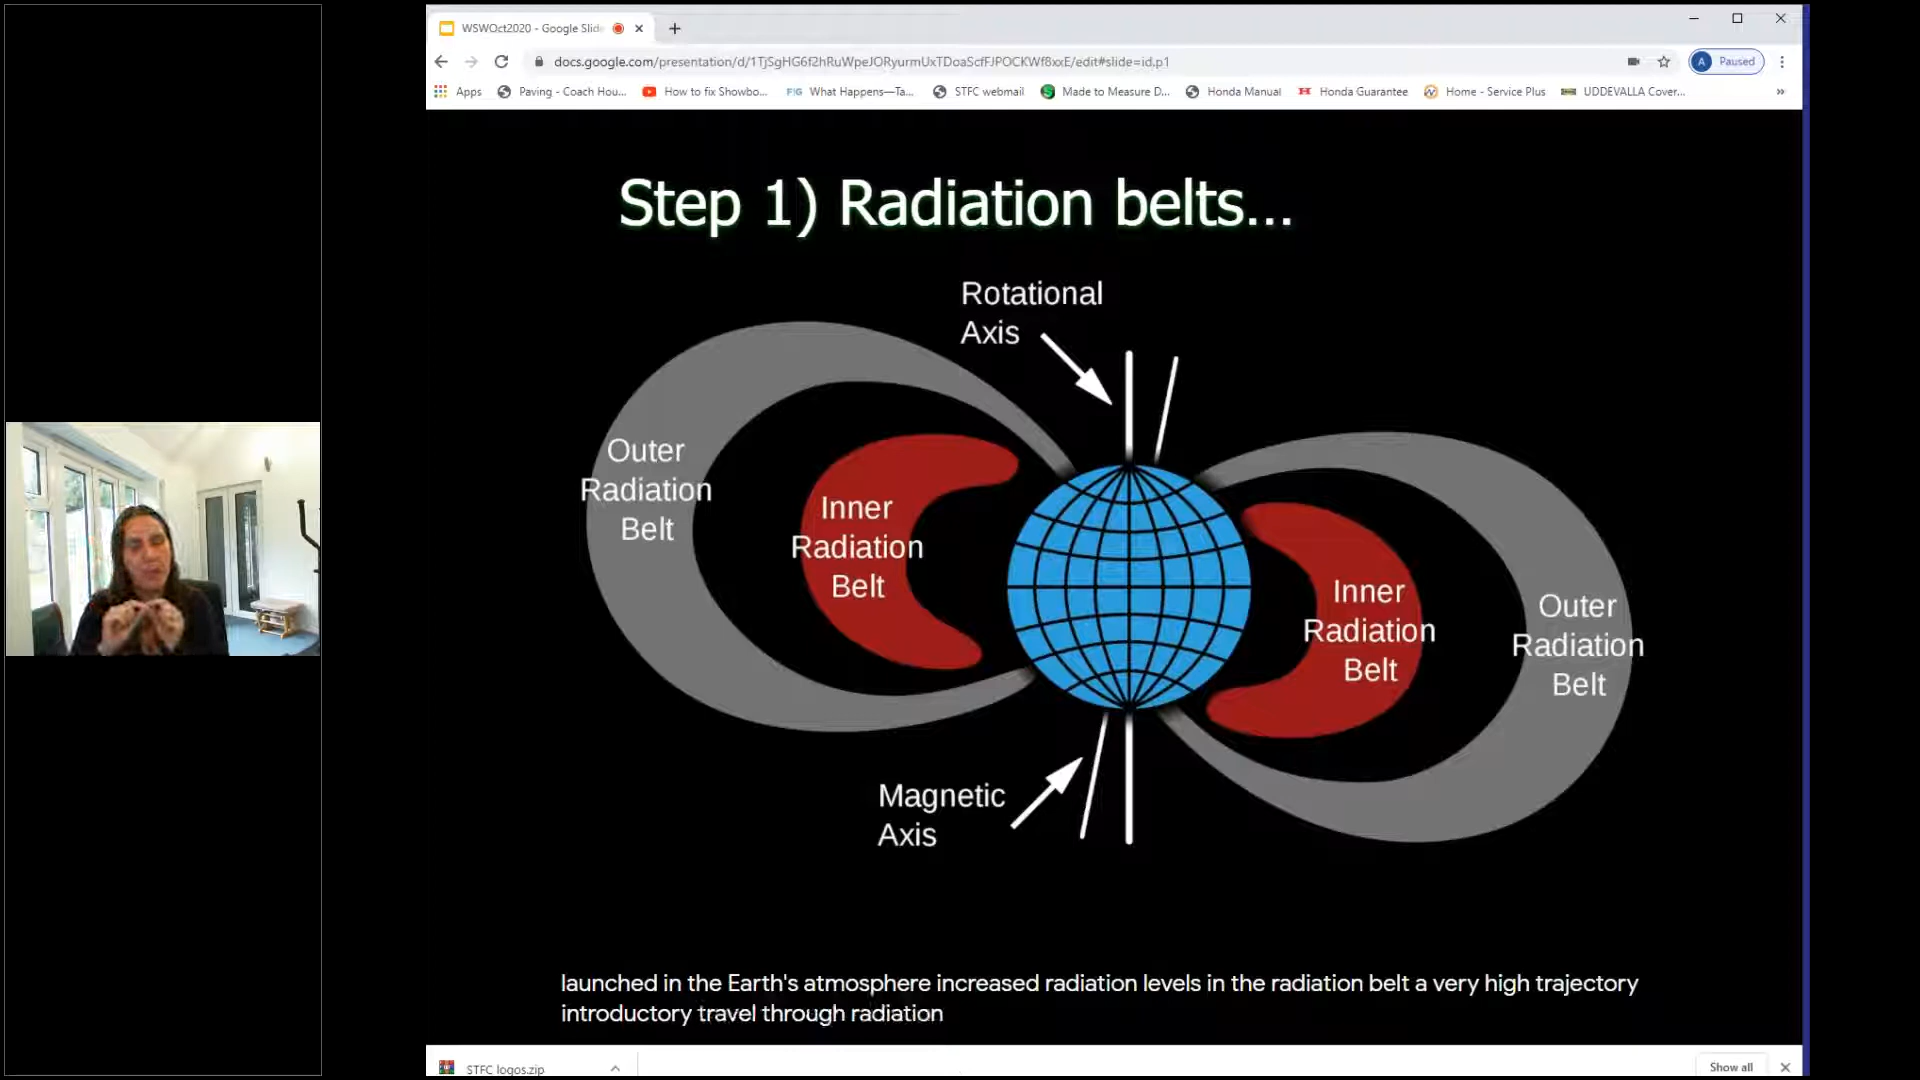 WSWOct2020 - Google Slid
docs.google.com/presentation/d/1TjSgHG6f2hRuWpeJORyurmUxTDoaScfFJPOCKWf8xxE/edit#slide=id.p1
A Paused
Apps Paving - Coach Hou... How to fix Showbo... F!G What Happens—Ta... STFC webmail Made to Measure D... Honda Manual Honda Guarantee Home - Service Plus UDDEVALLA Cover... »
Step 1) Radiation belts...
Rotational
Axis
Outer
Radiation
Belt
Inner
Radiation
Belt
Inner
Radiation
Belt
Outer
Radiation
Belt
Magnetic
Axis
launched in the Earth's atmosphere increased radiation levels in the radiation belt a very high trajectory
introductory travel through radiation
STFC logos.zip
Show all